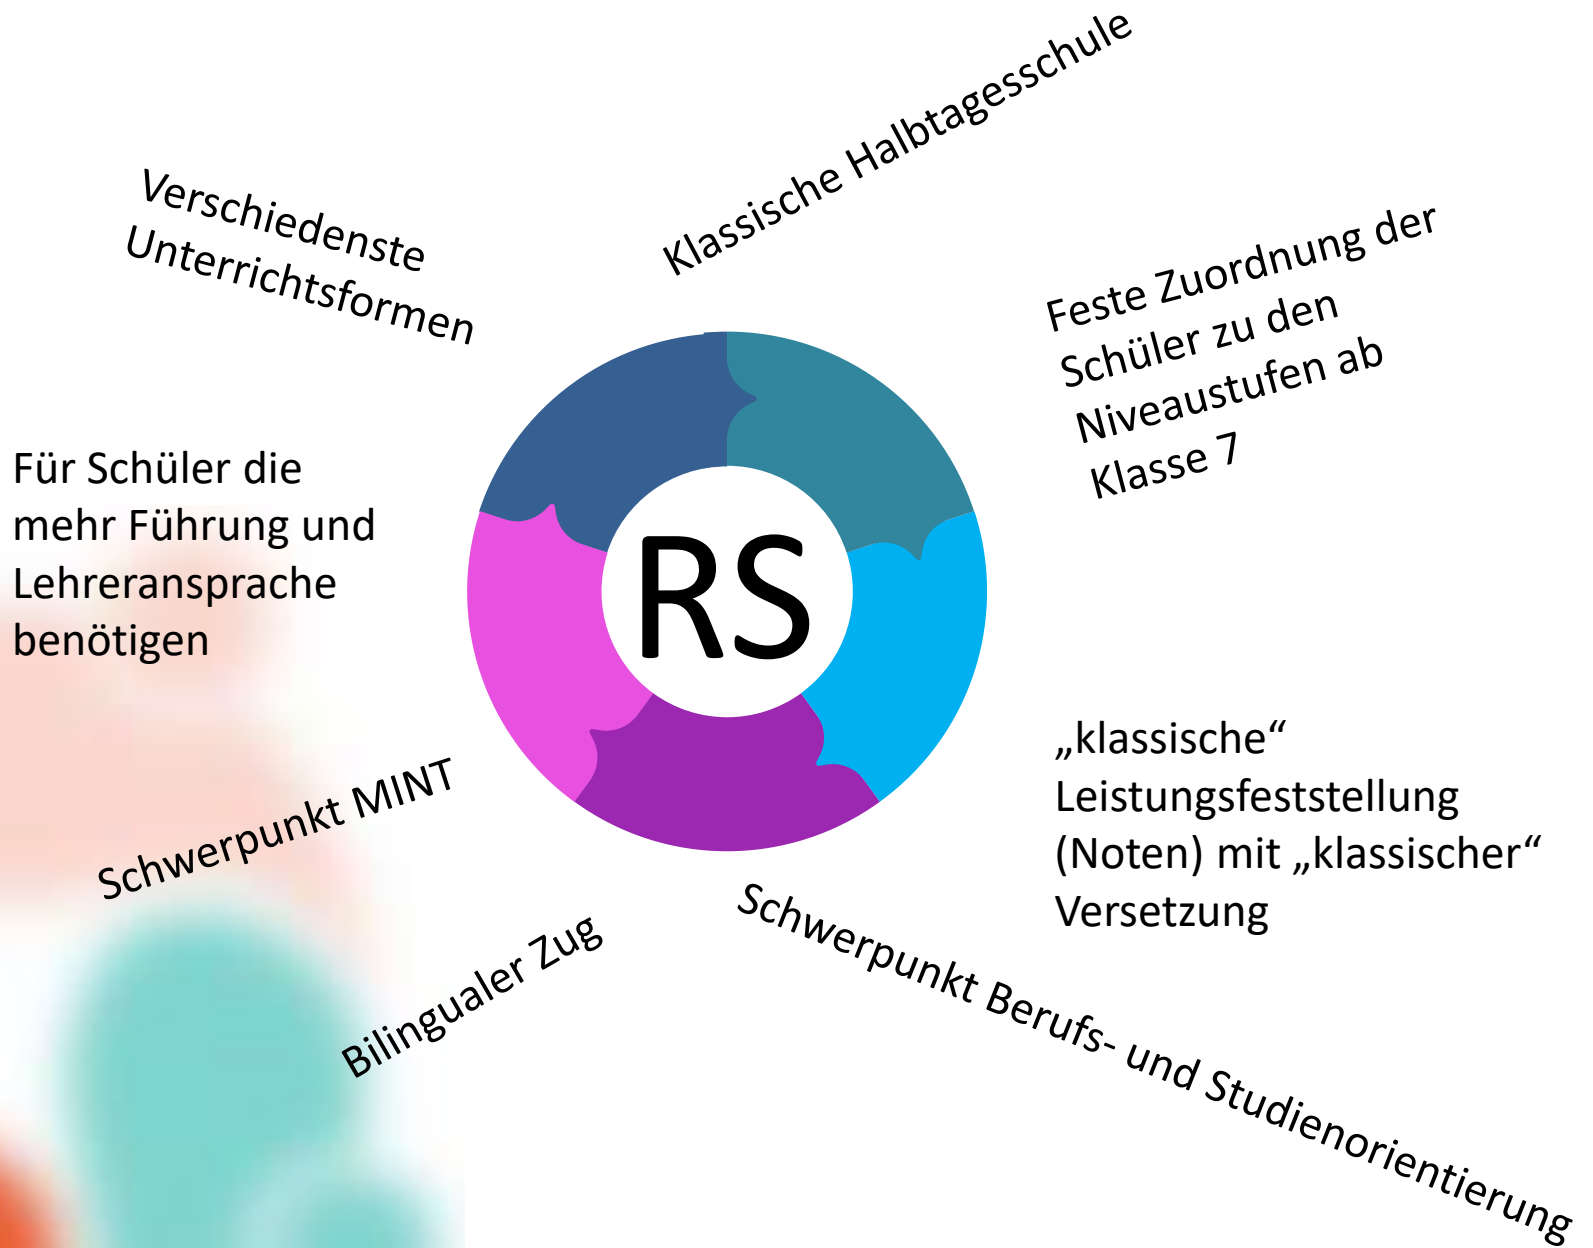 Klassische Halbtagesschule
Verschiedenste
Unterrichtsformen
Feste Zuordnung der
Schüler zu den
Niveaustufen ab
Klasse 7
Für Schüler die
mehr Führung und
Lehreransprache
benötigen
RS
„klassische“
Leistungsfeststellung
(Noten) mit „klassischer“
Versetzung
Schwerpunkt MINT
Bilingualer Zug
Schwerpunkt Berufs- und Studienorientierung